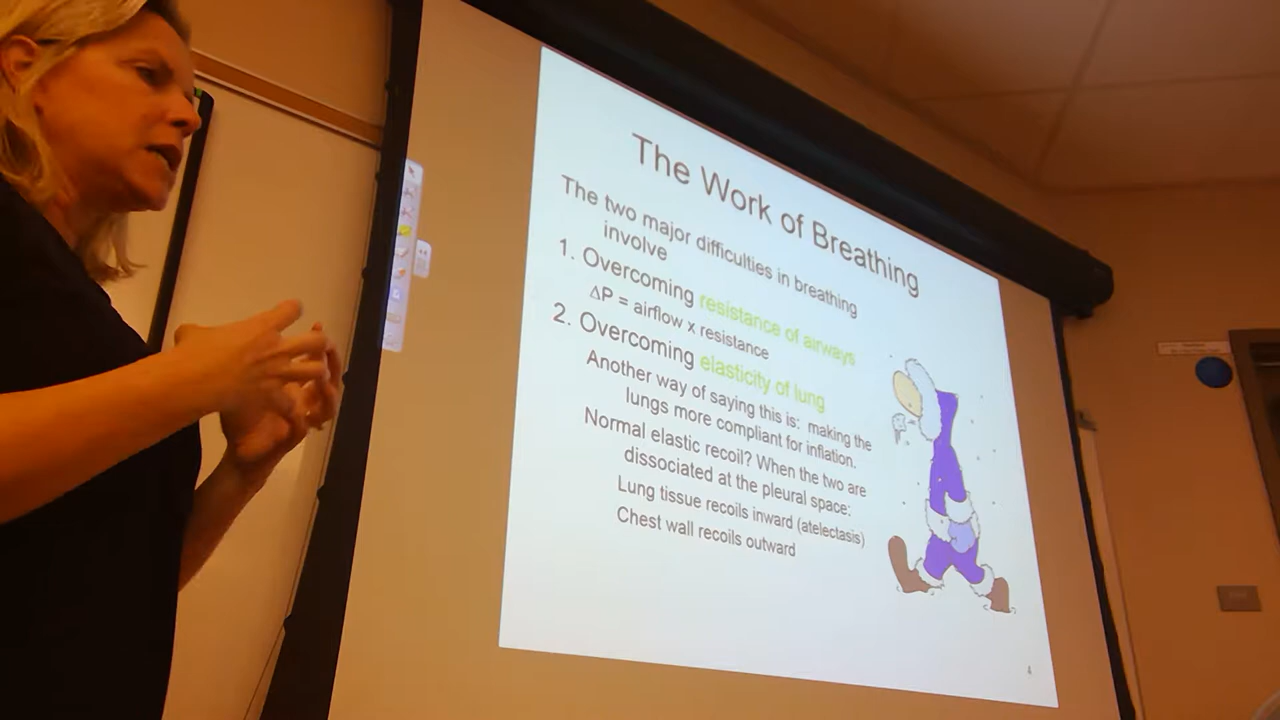 The Work of Breathing
The two major difficulties in breathing
involve
1. Overcoming resistance of airways
ΔP = airflow x resistance
2. Overcoming elasticity of lung
Another way of saying this is: making the
lungs more compliant for inflation.
Normal elastic recoil? When the two are
dissociated at the pleural space:
Lung tissue recoils inward (atelectasis)
Chest wall recoils outward
4